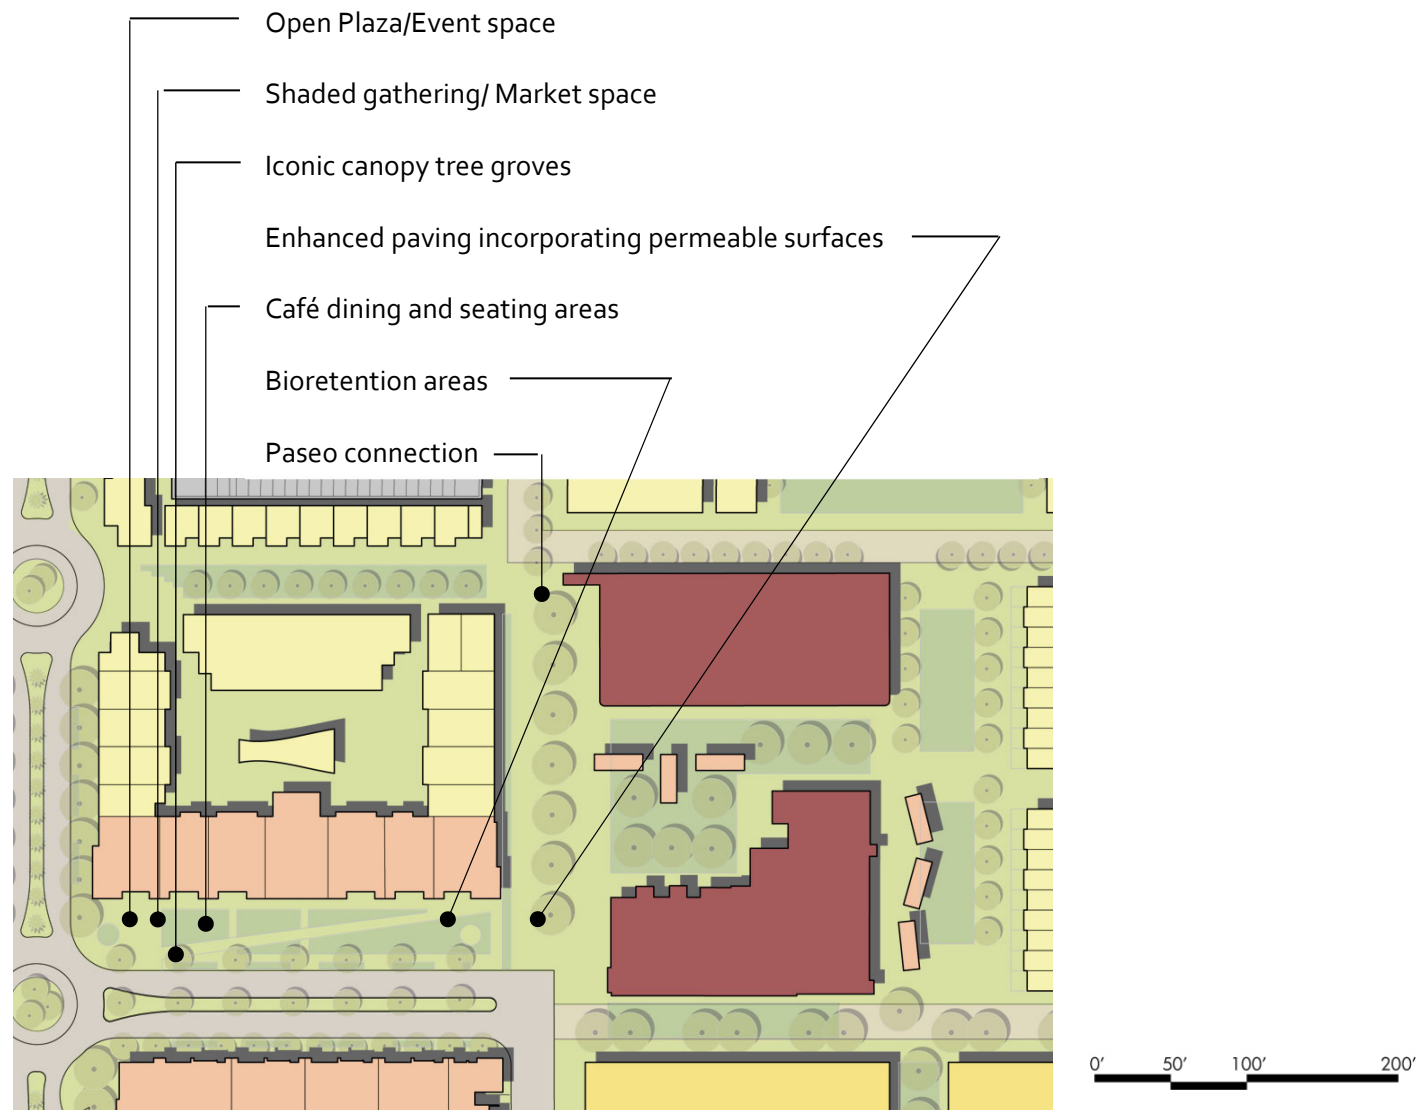 Open Plaza/Event space
Shaded gathering/ Market space
Iconic canopy tree groves
Enhanced paving incorporating permeable surfaces
Café dining and seating areas
Bioretention areas
Paseo connection
0’ 50’ 100’ 200’